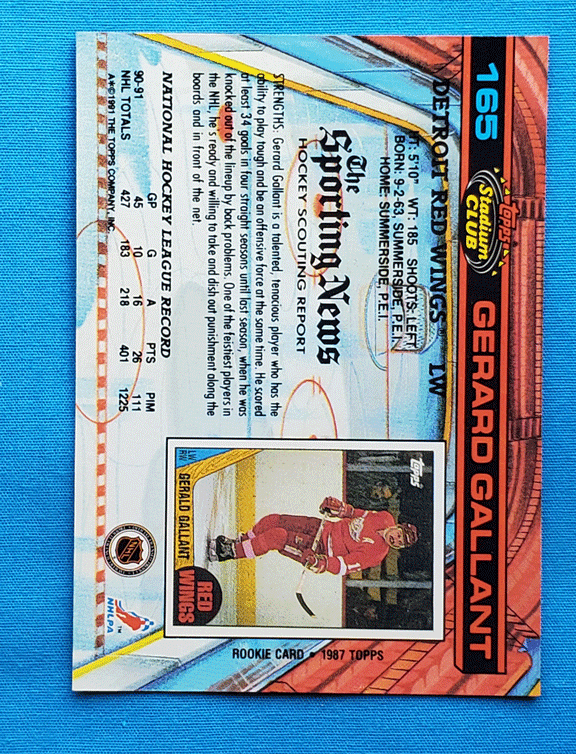 165
Topps
Stadium
CLUB
GERARD GALLANT
DETROIT RED WINGS LW
HT: 5'10" WT: 185 SHOOTS: LEFT
BORN: 9-2-63, SUMMERSIDE, P.E.I.
HOME: SUMMERSIDE, P.E.I.
The
Sporting News
HOCKEY SCOUTING REPORT
STRENGTHS: Gerard Gallant is a talented, tenacious player who has the
ability to play tough and be an offensive force at the same time. He scored
at least 34 goals in four straight seasons until last season, when he was
knocked out of the lineup by back problems. One of the feistiest players in
the NHL, he's ready and willing to take and dish out punishment along the
boards and in front of the net.
NATIONAL HOCKEY LEAGUE RECORD
GP G A PTS PIM
90-91 45 10 16 26 111
NHL TOTALS 427 183 218 401 1225
A*©1991 THE TOPPS COMPANY, INC.
Topps
LW
GERALD GALLANT
RED
WINGS
ROOKIE CARD • 1987 TOPPS
NHL
NHLPA
TM